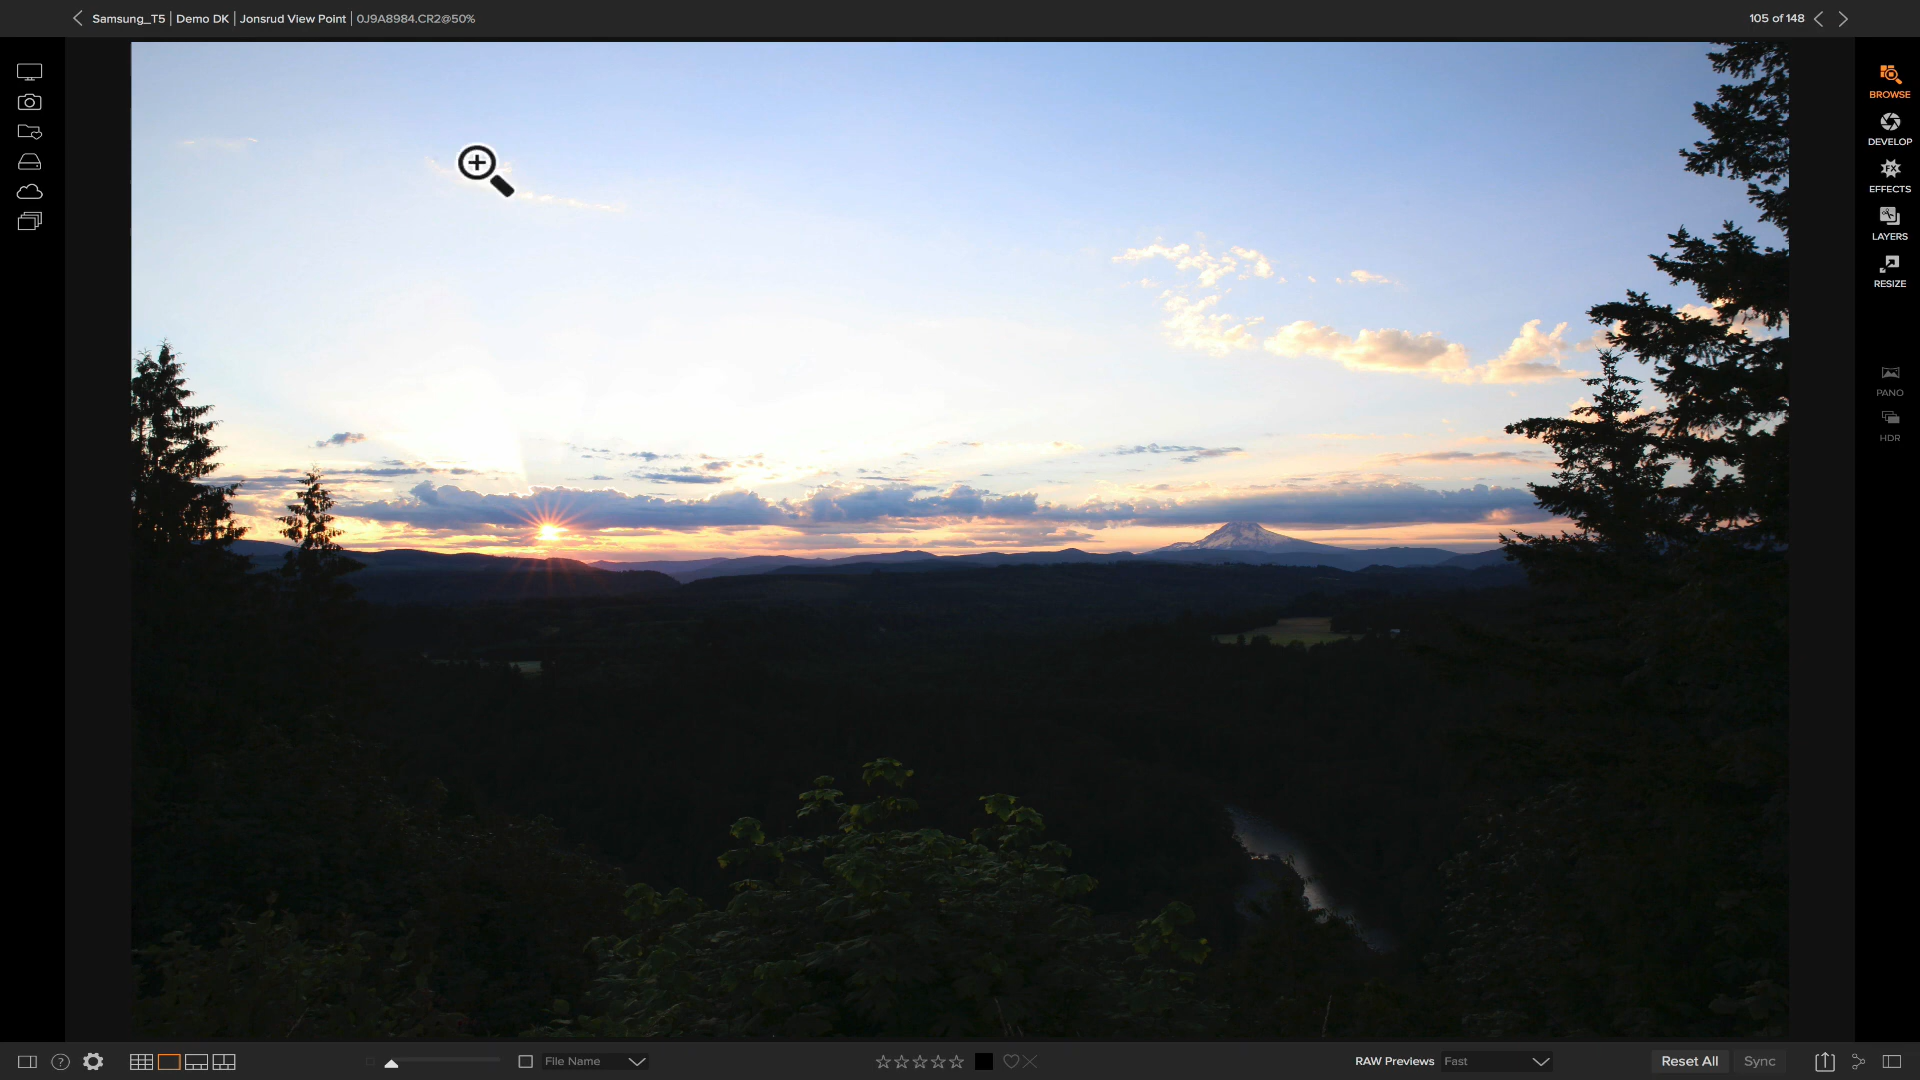 Samsung_T5 | Demo DK | Jonsrud View Point | 0J9A8984.CR2@50%
105 of 148
BROWSE
DEVELOP
FX
EFFECTS
LAYERS
RESIZE
PANO
HDR
? File Name RAW Previews Fast Reset All Sync